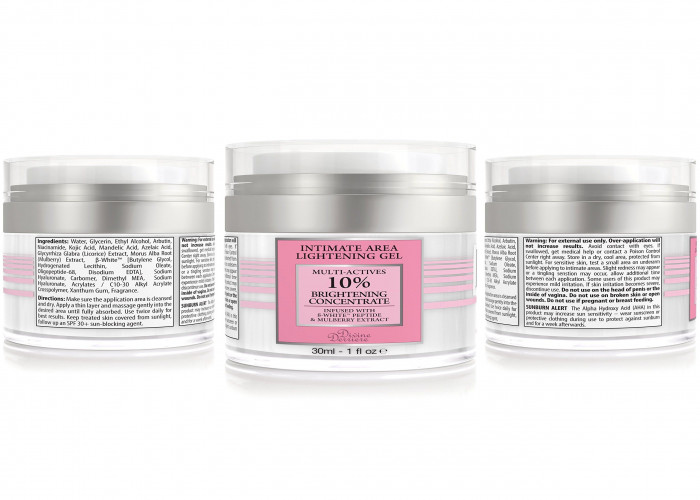 Ingredients: Water, Glycerin, Ethyl Alcohol, Arbutin,
Niacinamide, Kojic Acid, Mandelic Acid, Azelaic Acid,
Glycyrrhiza Glabra (Licorice) Extract, Morus Alba Root
(Mulberry) Extract, β-White™ [Butylene Glycol,
Hydrogenated Lecithin, Sodium Oleate,
Oligopeptide-68, Disodium EDTA], Sodium
Hyaluronate, Carbomer, Dimethyl MEA, Sodium
Hyaluronate, Acrylates / C10-30 Alkyl Acrylate
Crosspolymer, Xanthum Gum, Fragrance.
Directions: Make sure the application area is cleansed
and dry. Apply a thin layer and massage gently into the
desired area until fully absorbed. Use twice daily for
best results. Keep treated skin covered from sunlight,
follow up an SPF 30+ sun-blocking agent.
INTIMATE AREA
LIGHTENING GEL
MULTI-ACTIVES
10%
BRIGHTENING
CONCENTRATE
INFUSED WITH
& MULBERRY EXTRACT
Divine
Derriere
30ml - 1 fl oz e
Warning: For external use only. Over-application will
not increase results. Avoid contact with eyes. If
swallowed, get medical help or contact a Poison Control
Center right away. Store in a dry, cool area, protected from
sunlight. For sensitive skin, test a small area on underarm
before applying to intimate areas. Slight redness may appear
or a tingling sensation may occur, allow additional time
between each application. Some users of this product may
experience mild irritation. If skin irritation becomes severe,
discontinue use. Do not use on the head of penis or the
inside of vagina. Do not use on broken skin or open
wounds. Do not use if pregnant or breast feeding.
SUNBURN ALERT The Alpha Hydroxy Acid (AHA) in this
product may increase sun sensitivity – wear sunscreen or
protective clothing during use to protect against sunburn
and for a week afterwards.